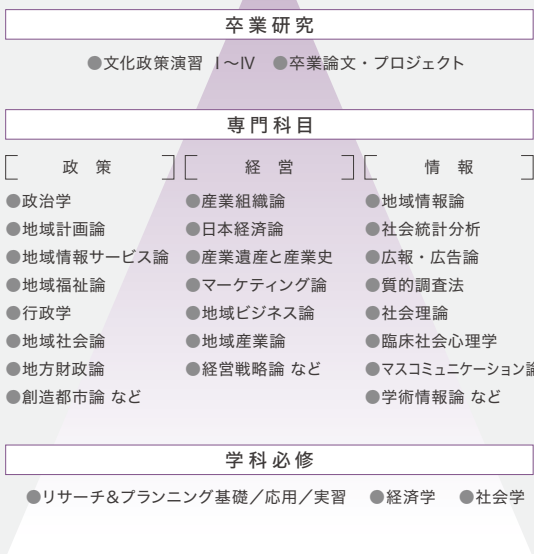 卒業研究
●文化政策演習 Ⅰ～Ⅳ ●卒業論文・プロジェクト
専門科目
政策
●政治学
●地域計画論
●地域情報サービス論
●地域福祉論
●行政学
●地域社会論
●地方財政論
●創造都市論 など
経営
●産業組織論
●日本経済論
●産業遺産と産業史
●マーケティング論
●地域ビジネス論
●地域産業論
●経営戦略論 など
情報
●地域情報論
●社会統計分析
●広報・広告論
●質的調査法
●社会理論
●臨床社会心理学
●マスコミュニケーション論
●学術情報論 など
学科必修
●リサーチ&プランニング基礎／応用／実習 ●経済学 ●社会学